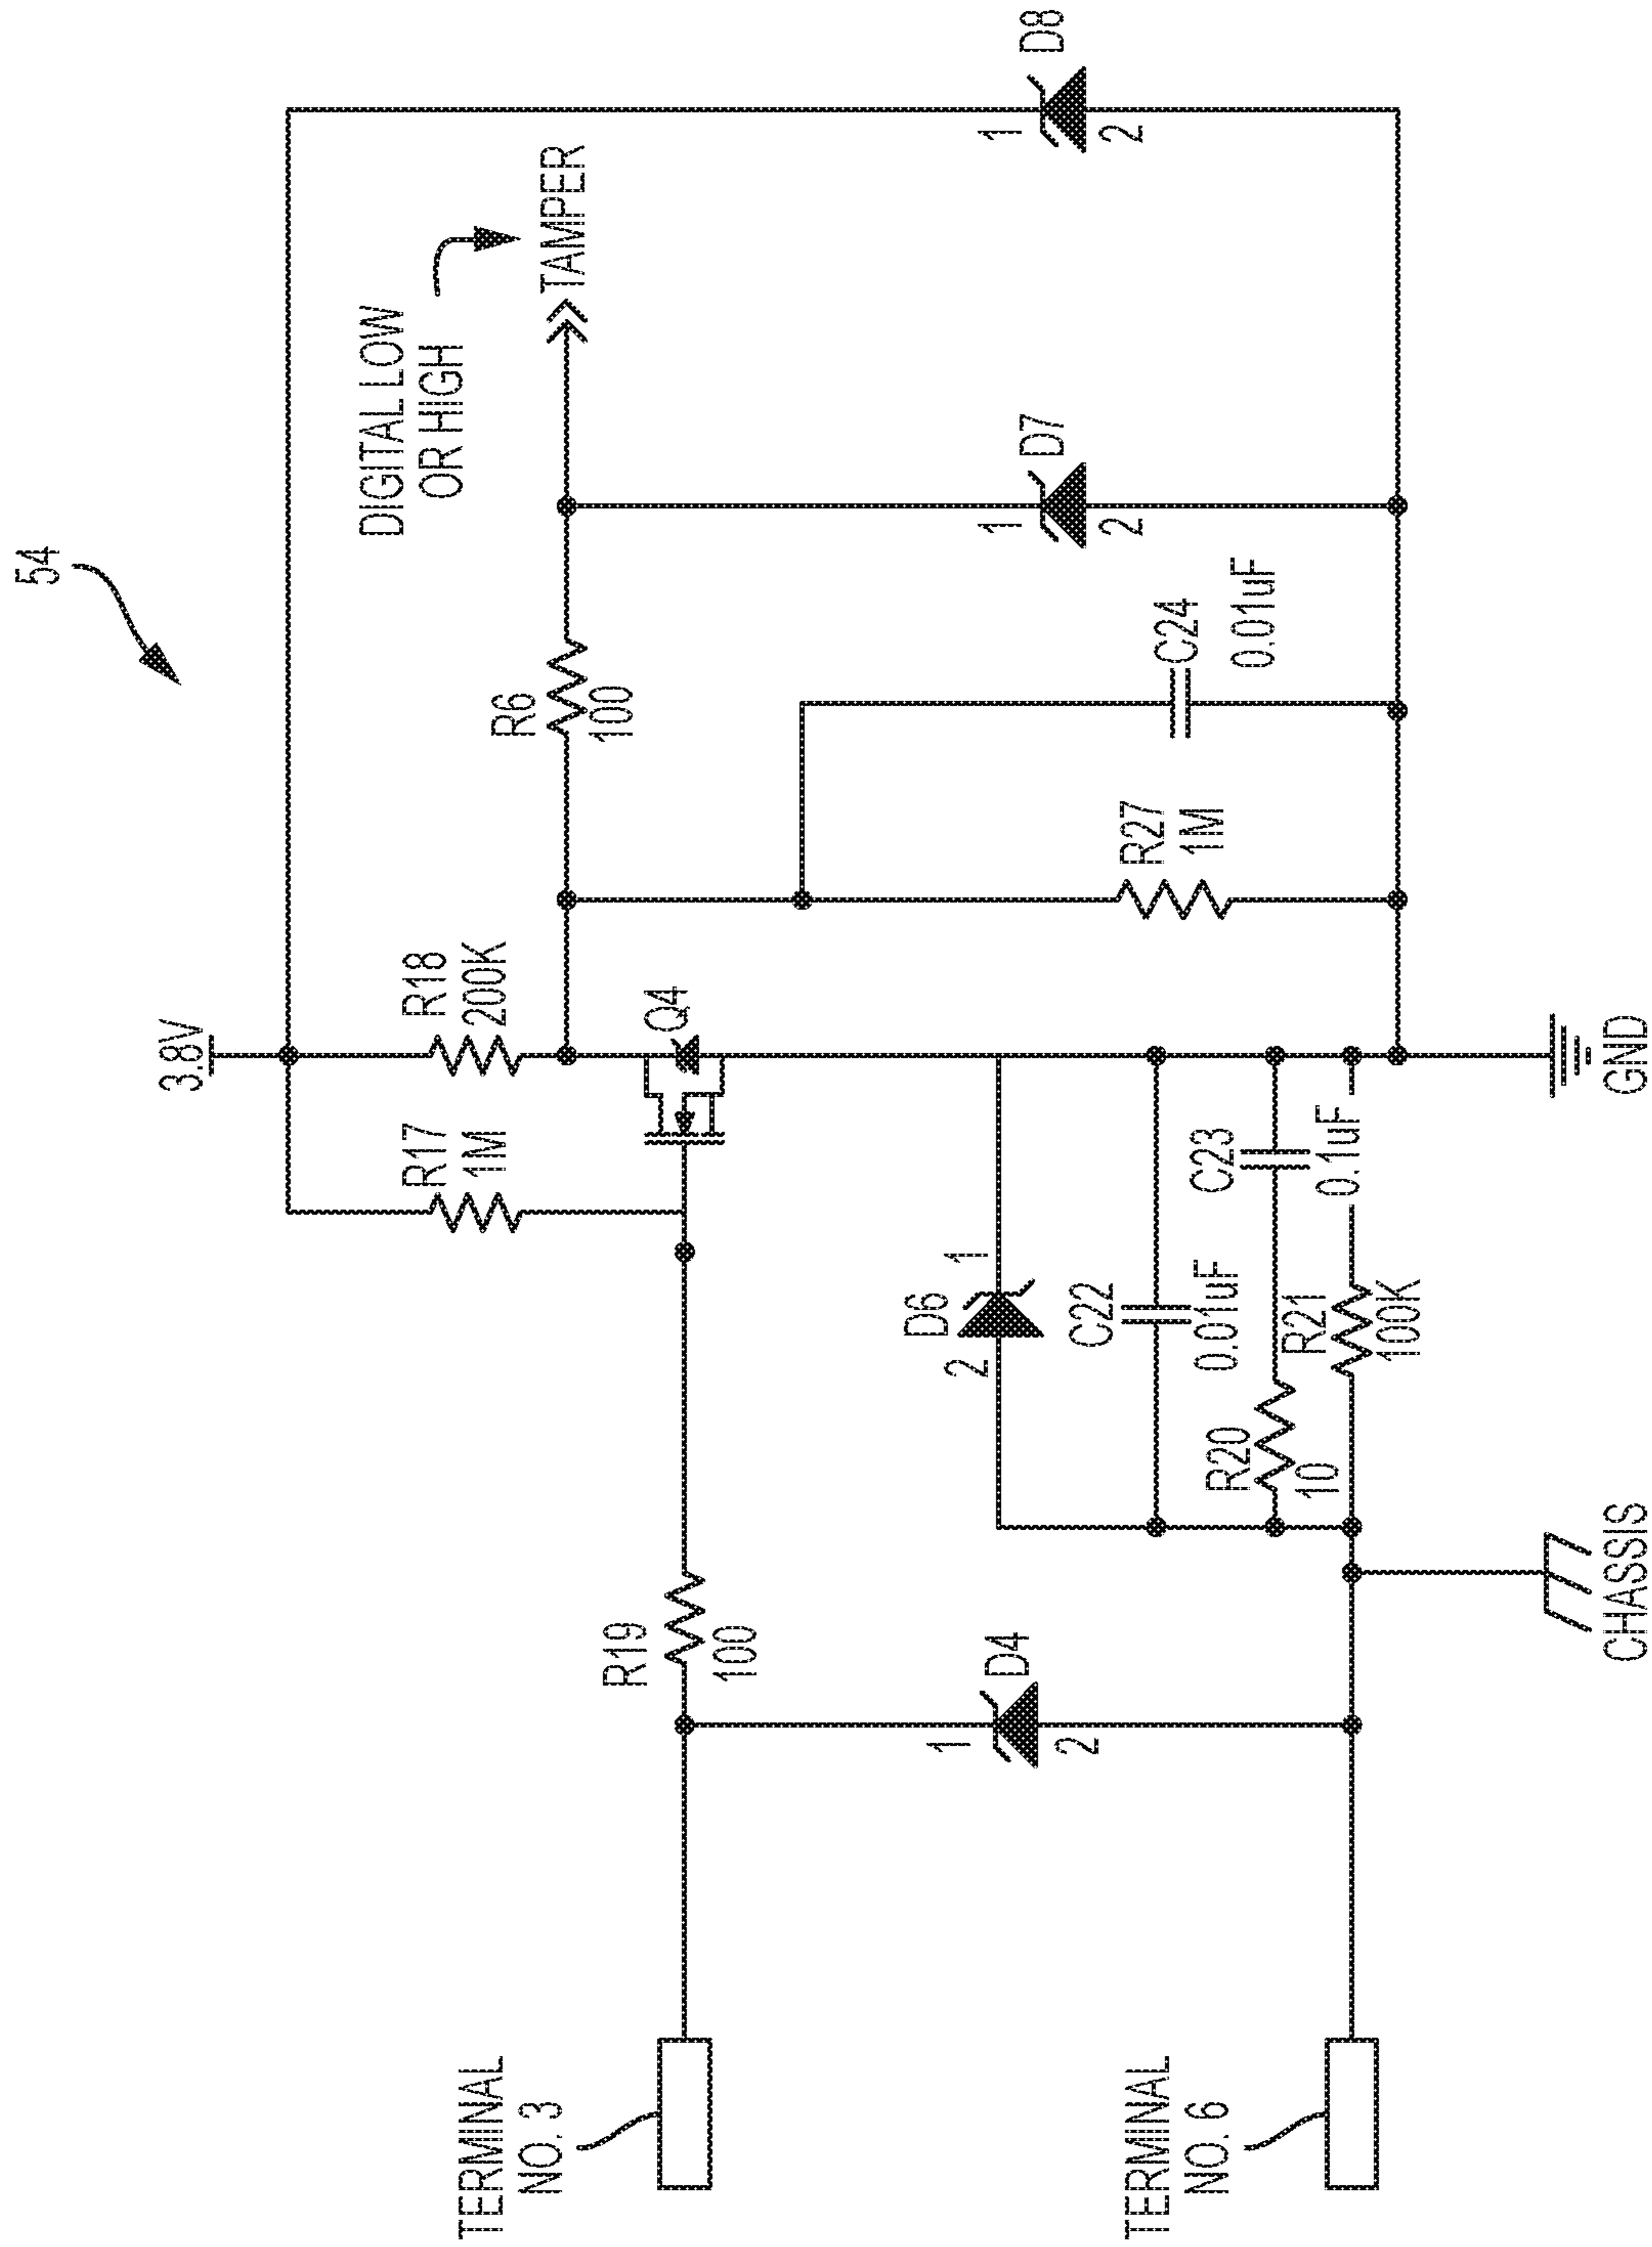 54
DIGITAL LOW
OR HIGH
TAMPER
3.8V
R17
1M
R18
200K
R6
100
Q4
D7
1
2
D8
1
2
R27
1M
C24
0.01uF
R19
100
D4
1
2
D6
1
2
C22
0.01uF
C23
0.1uF
R20
10
R21
100K
TERMINAL
NO. 3
TERMINAL
NO. 6
CHASSIS
GND